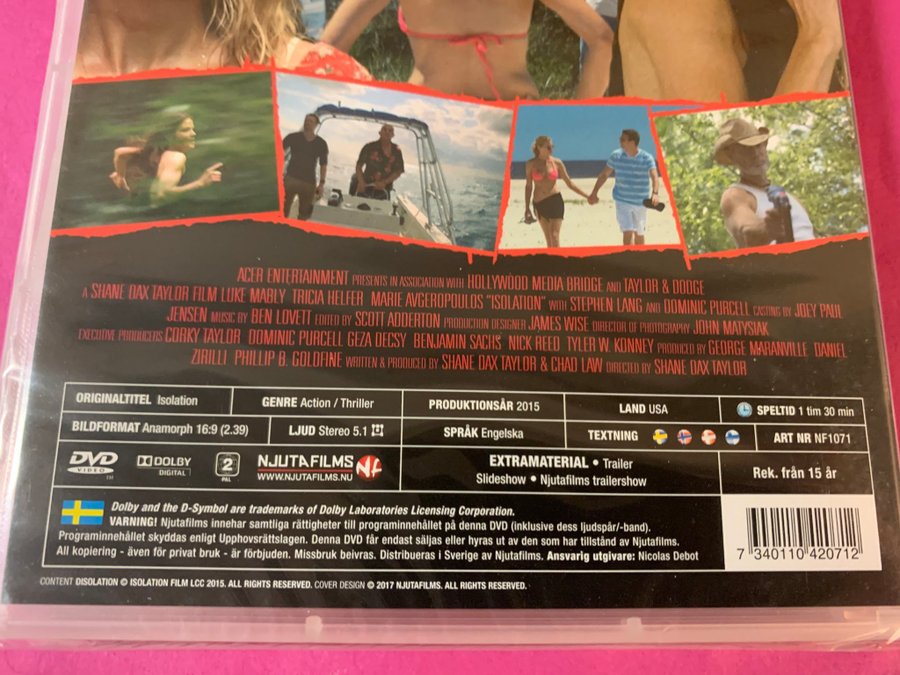 ACER ENTERTAINMENT PRESENTS IN ASSOCIATION WITH HOLLYWOOD MEDIA BRIDGE AND TAYLOR & DODGE
A SHANE DAX TAYLOR FILM LUKE MABLY TRICIA HELFER MARIE AVGEROPOULOS "ISOLATION" WITH STEPHEN LANG AND DOMINIC PURCELL CASTING BY JOEY PAUL
JENSEN MUSIC BY BEN LOVETT EDITED BY SCOTT ADDERTON PRODUCTION DESIGNER JAMES WISE DIRECTOR OF PHOTOGRAPHY JOHN MATYSIAK
EXECUTIVE PRODUCERS CORKY TAYLOR DOMINIC PURCELL GEZA DECSY BENJAMIN SACHS NICK REED TYLER W. KONNEY PRODUCED BY GEORGE MARANVILLE DANIEL
ZIRILLI PHILLIP B. GOLDFINE WRITTEN & PRODUCED BY SHANE DAX TAYLOR & CHAD LAW DIRECTED BY SHANE DAX TAYLOR
ORIGINALTITEL Isolation GENRE Action / Thriller PRODUKTIONSÅR 2015 LAND USA SPELTID 1 tim 30 min
BILDFORMAT Anamorph 16:9 (2.39) LJUD Stereo 5.1 SPRÅK Engelska TEXTNING ART NR NF1071
DVD VIDEO DOLBY DIGITAL 2 PAL NJUTAFILMS WWW.NJUTAFILMS.NU NF EXTRAMATERIAL • Trailer
Slideshow • Njutafilms trailershow Rek. från 15 år
Dolby and the D-Symbol are trademarks of Dolby Laboratories Licensing Corporation.
VARNING! Njutafilms innehar samtliga rättigheter till programinnehållet på denna DVD (inklusive dess ljudspår/-band).
Programinnehållet skyddas enligt Upphovsrättslagen. Denna DVD får endast säljas eller hyras ut av den som har tillstånd av Njutafilms.
All kopiering - även för privat bruk - är förbjuden. Missbruk beivras. Distribueras i Sverige av Njutafilms. Ansvarig utgivare: Nicolas Debot
7 340110 420712
CONTENT DISOLATION © ISOLATION FILM LCC 2015. ALL RIGHTS RESERVED. COVER DESIGN © 2017 NJUTAFILMS. ALL RIGHTS RESERVED.